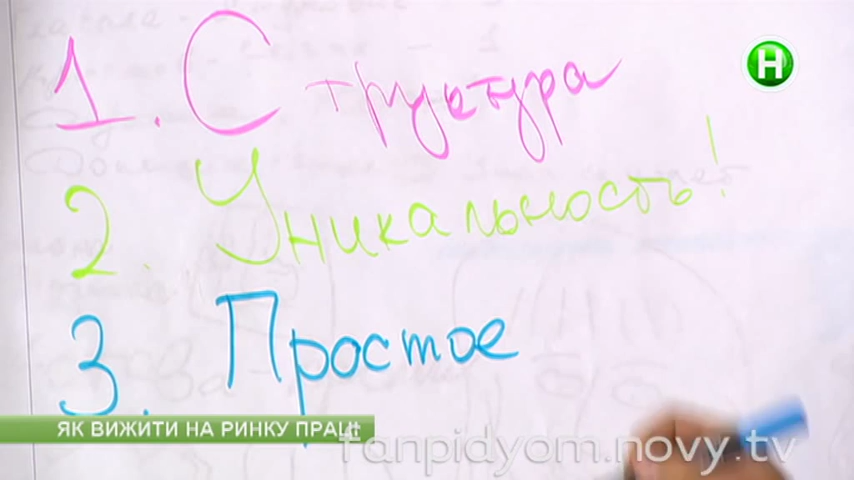 1. Структура
2. Уникальность!
3. Простое
ЯК ВИЖИТИ НА РИНКУ ПРАЦІ
fanpidyom.novy.tv
Н